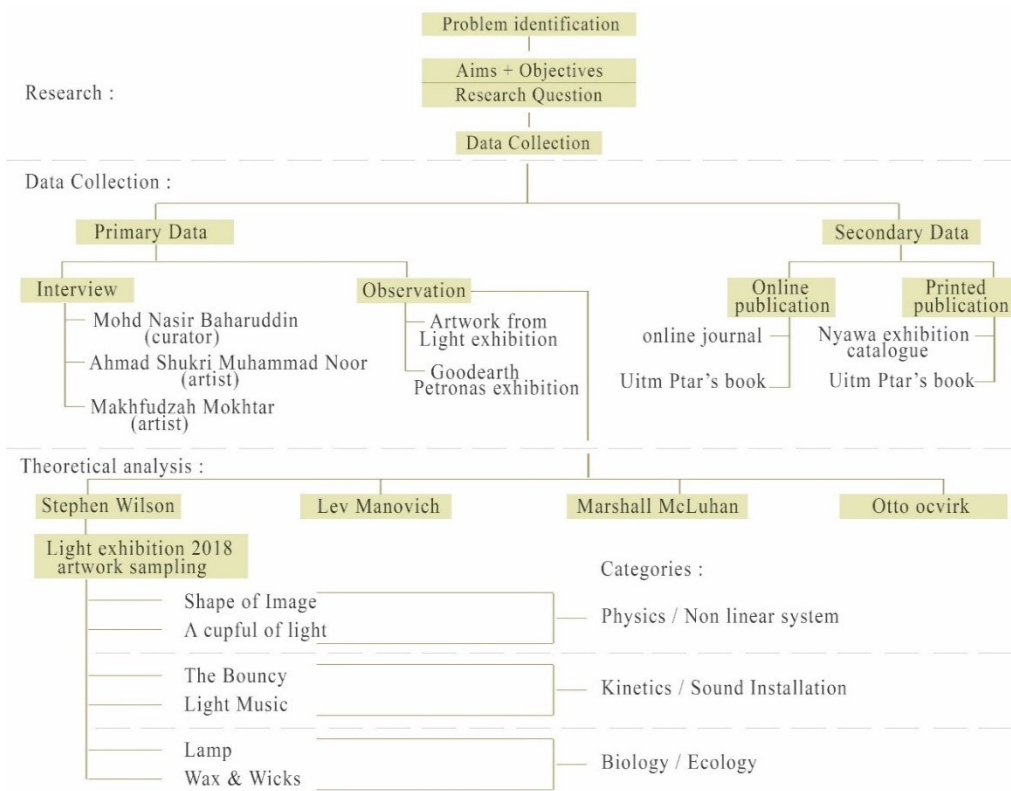 Problem identification
Aims + Objectives
Research :
Research Question
Data Collection
Data Collection :
Primary Data
Secondary Data
Interview
Observation
Online
publication
Printed
publication
Mohd Nasir Baharuddin
(curator)
Ahmad Shukri Muhammad Noor
(artist)
Makhfudzah Mokhtar
(artist)
Artwork from
Light exhibition
Goodearth
Petronas exhibition
online journal
Uitm Ptar's book
Nyawa exhibition
catalogue
Uitm Ptar's book
Theoretical analysis :
Stephen Wilson
Lev Manovich
Marshall McLuhan
Otto ocvirk
Light exhibition 2018
artwork sampling
Categories :
Shape of Image
A cupful of light
Physics / Non linear system
The Bouncy
Light Music
Kinetics / Sound Installation
Lamp
Wax & Wicks
Biology / Ecology